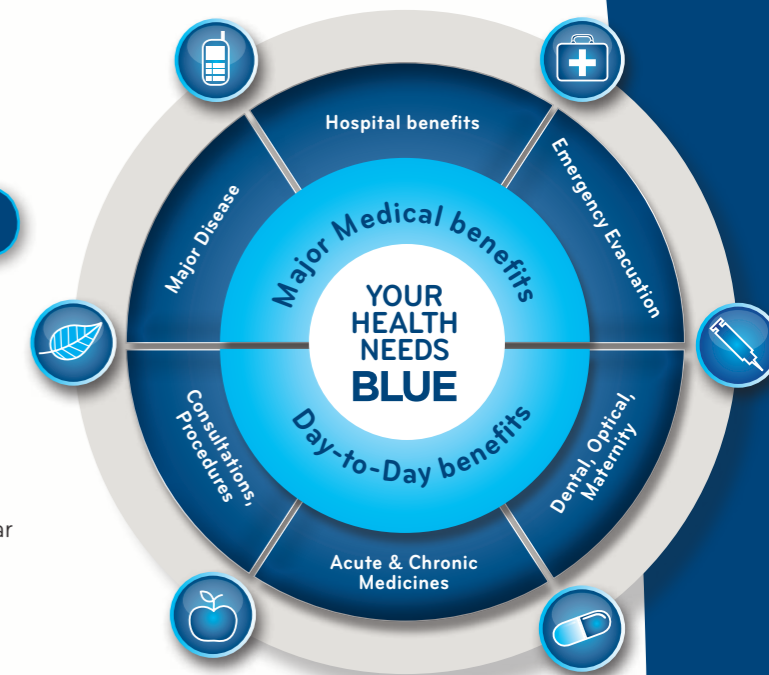 Hospital benefits
Major Disease
Emergency Evacuation
Major Medical benefits
YOUR
HEALTH
NEEDS
BLUE
Day-to-Day benefits
Consultations,
Procedures
Dental, Optical,
Maternity
Acute & Chronic
Medicines